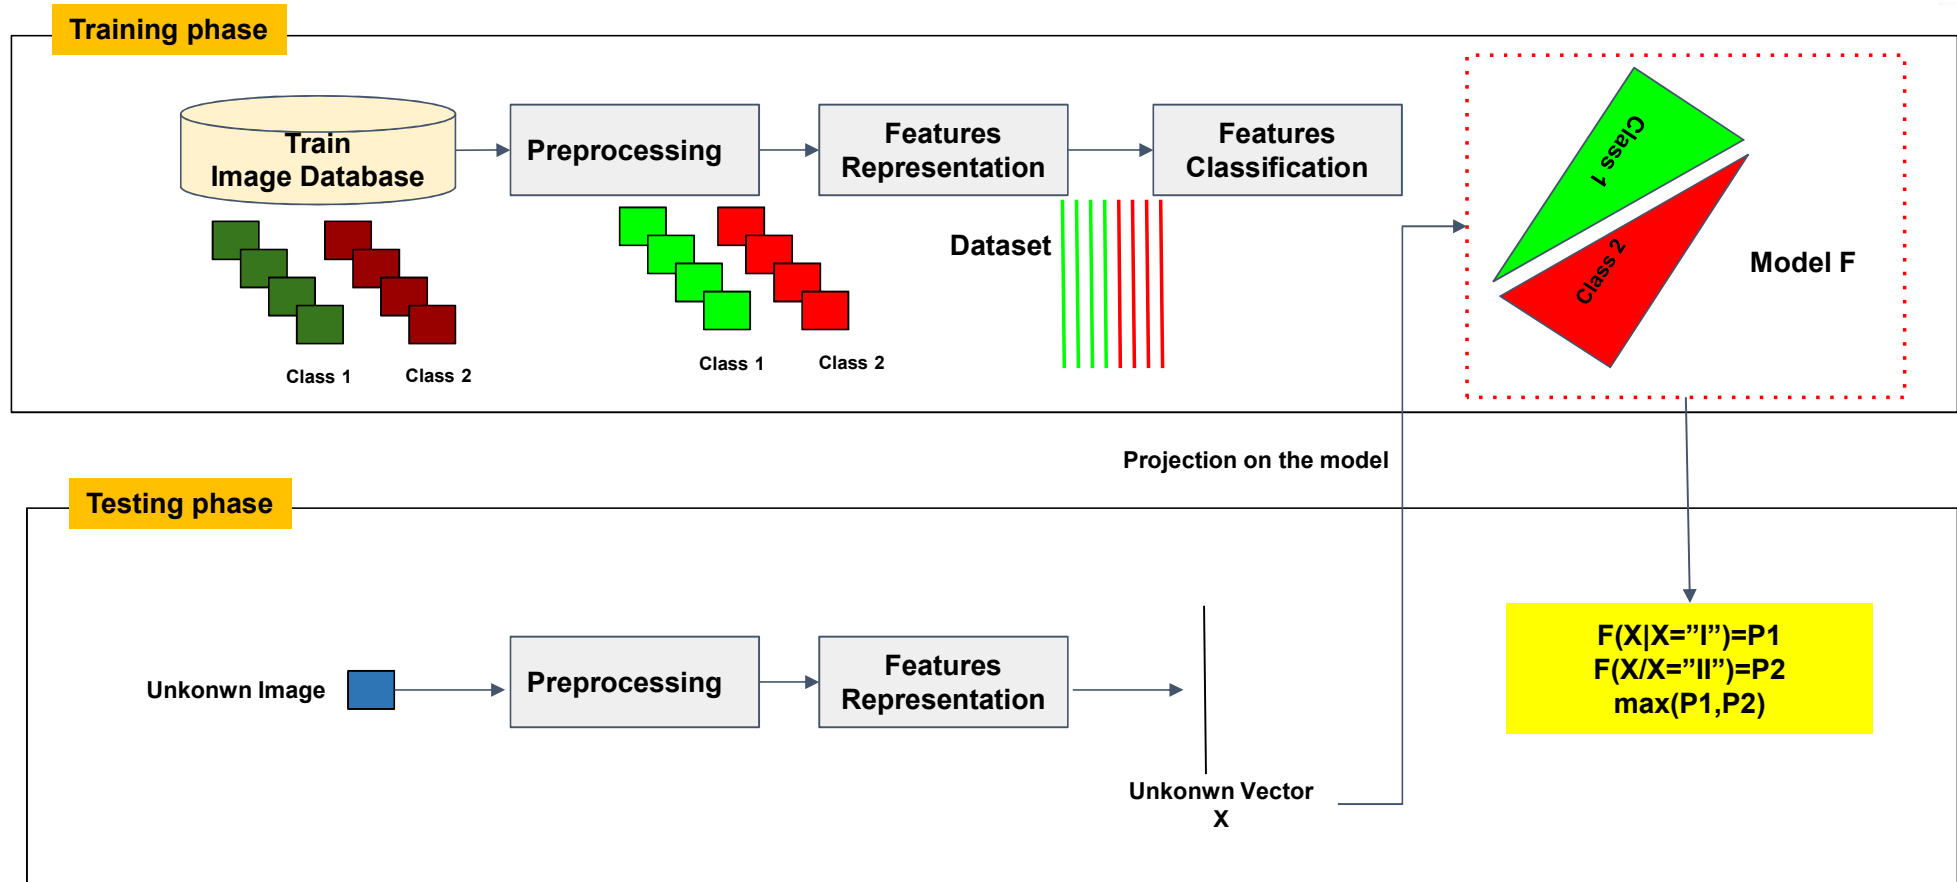 Training phase
Train
Image Database
Preprocessing
Features
Representation
Features
Classification
Class 1
Class 2
Class 1
Class 2
Dataset
Class 1
Class 2
Model F
Projection on the model
Testing phase
Unkonwn Image
Preprocessing
Features
Representation
Unkonwn Vector
X
F(X|X=”I”)=P1
F(X/X=”II”)=P2
max(P1,P2)